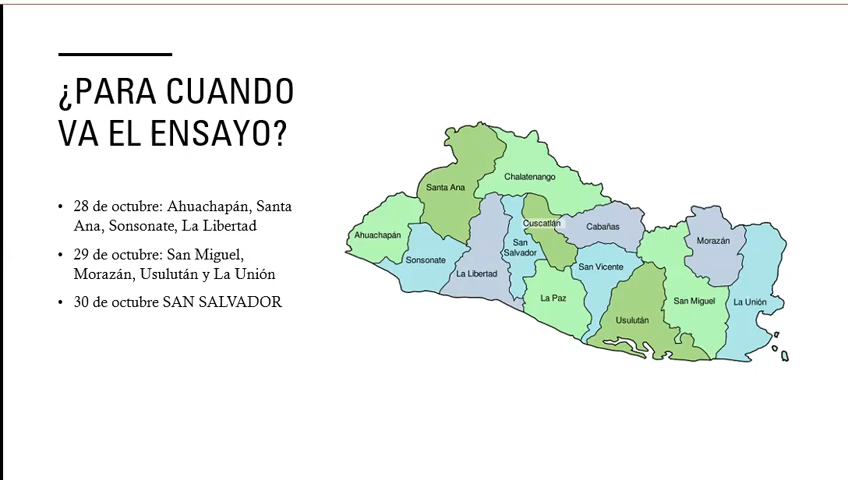 ¿PARA CUANDO
VA EL ENSAYO?
• 28 de octubre: Ahuachapán, Santa
Ana, Sonsonate, La Libertad
• 29 de octubre: San Miguel,
Morazán, Usulután y La Unión
• 30 de octubre SAN SALVADOR
Chalatenango
Santa Ana
Cuscatlán
Cabañas
Ahuachapán
Morazán
San
Salvador
Sonsonate
San Vicente
La Libertad
La Paz
San Miguel
La Unión
Usulután